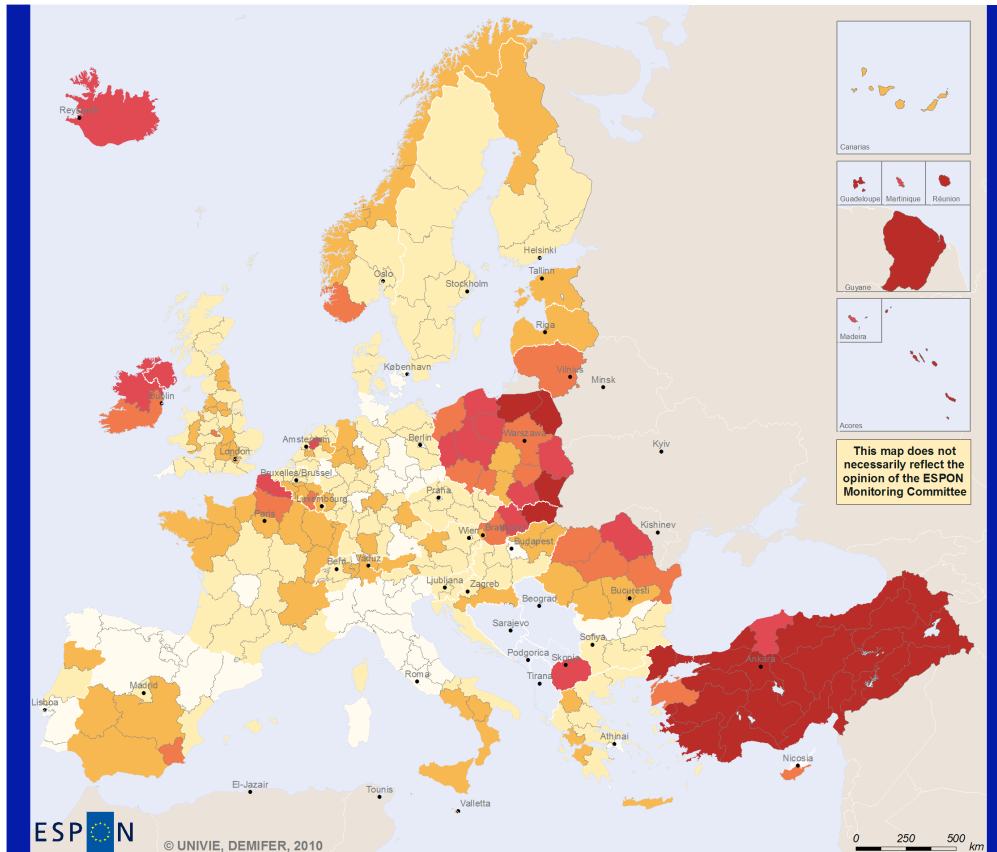 Reykjavik
Canarias
Guadeloupe
Martinique
Réunion
Guyane
Helsinki
Oslo
Tallinn
Stockholm
Madeira
Riga
København
Vilnius
Minsk
Dublin
Acores
Amsterdam
Berlin
Warszawa
This map does not
necessarily reflect the
opinion of the ESPON
Monitoring Committee
London
Kyiv
Bruxelles/Brussel
Luxembourg
Praha
Paris
Wien
Kishinev
Budapest
Bern
Vaduz
Ljubljana
Zagreb
Bucuresti
Beograd
Sarajevo
Sofiya
Podgorica
Skopje
Ankara
Roma
Tirana
Madrid
Lisboa
Athinai
Nicosia
El-Jazair
Tounis
Valletta
ESPON
© UNIVIE, DEMIFER, 2010
0 250 500
km